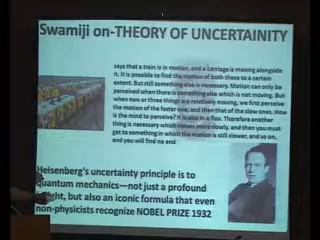 Swamiji on-THEORY OF UNCERTAINITY
says that a train is in motion, and a carriage is moving alongside
it. It is possible to find the motion of both these to a certain
extent. But still something else is necessary. Motion can only be
perceived when there is something else which is not moving. But
when two or three things are relatively moving, we first perceive
the motion of the faster one, and then that of the slow ones. How
is the mind to perceive? It is also in a flux. Therefore another
thing is necessary which moves more slowly, and then you must
get to something in which the motion is still slower, and so on,
and you will find no end
Heisenberg's uncertainty principle is to
quantum mechanics—not just a profound
but also an iconic formula that even
non-physicists recognize NOBEL PRIZE 1932